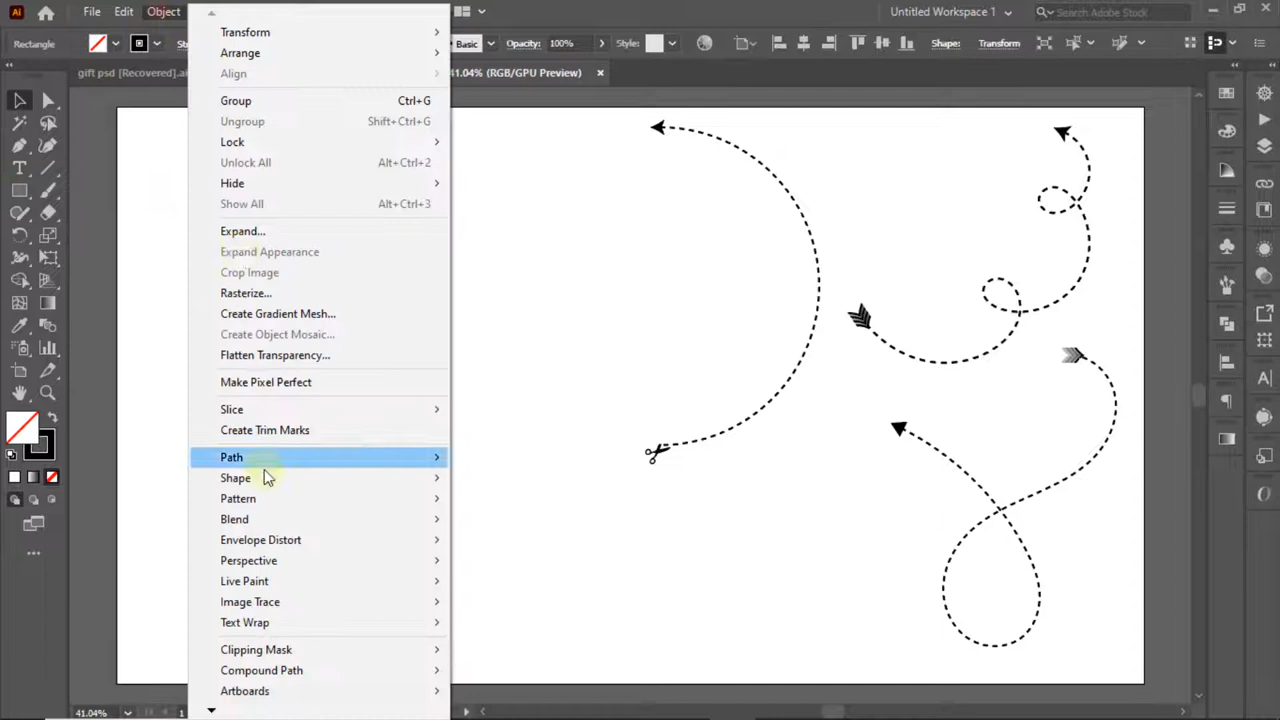 Ai File Edit Object Untitled Workspace 1 Search Adobe Stock
Rectangle Basic Opacity: 100% Style: Shape: Transform
gift psd [Recovered].ai 41.04% (RGB/GPU Preview)
Transform
Arrange
Align
Group Ctrl+G
Ungroup Shift+Ctrl+G
Lock
Unlock All Alt+Ctrl+2
Hide
Show All Alt+Ctrl+3
Expand...
Expand Appearance
Crop Image
Rasterize...
Create Gradient Mesh...
Create Object Mosaic...
Flatten Transparency...
Make Pixel Perfect
Slice
Create Trim Marks
Path
Shape
Pattern
Blend
Envelope Distort
Perspective
Live Paint
Image Trace
Text Wrap
Clipping Mask
Compound Path
Artboards
41.04% 1